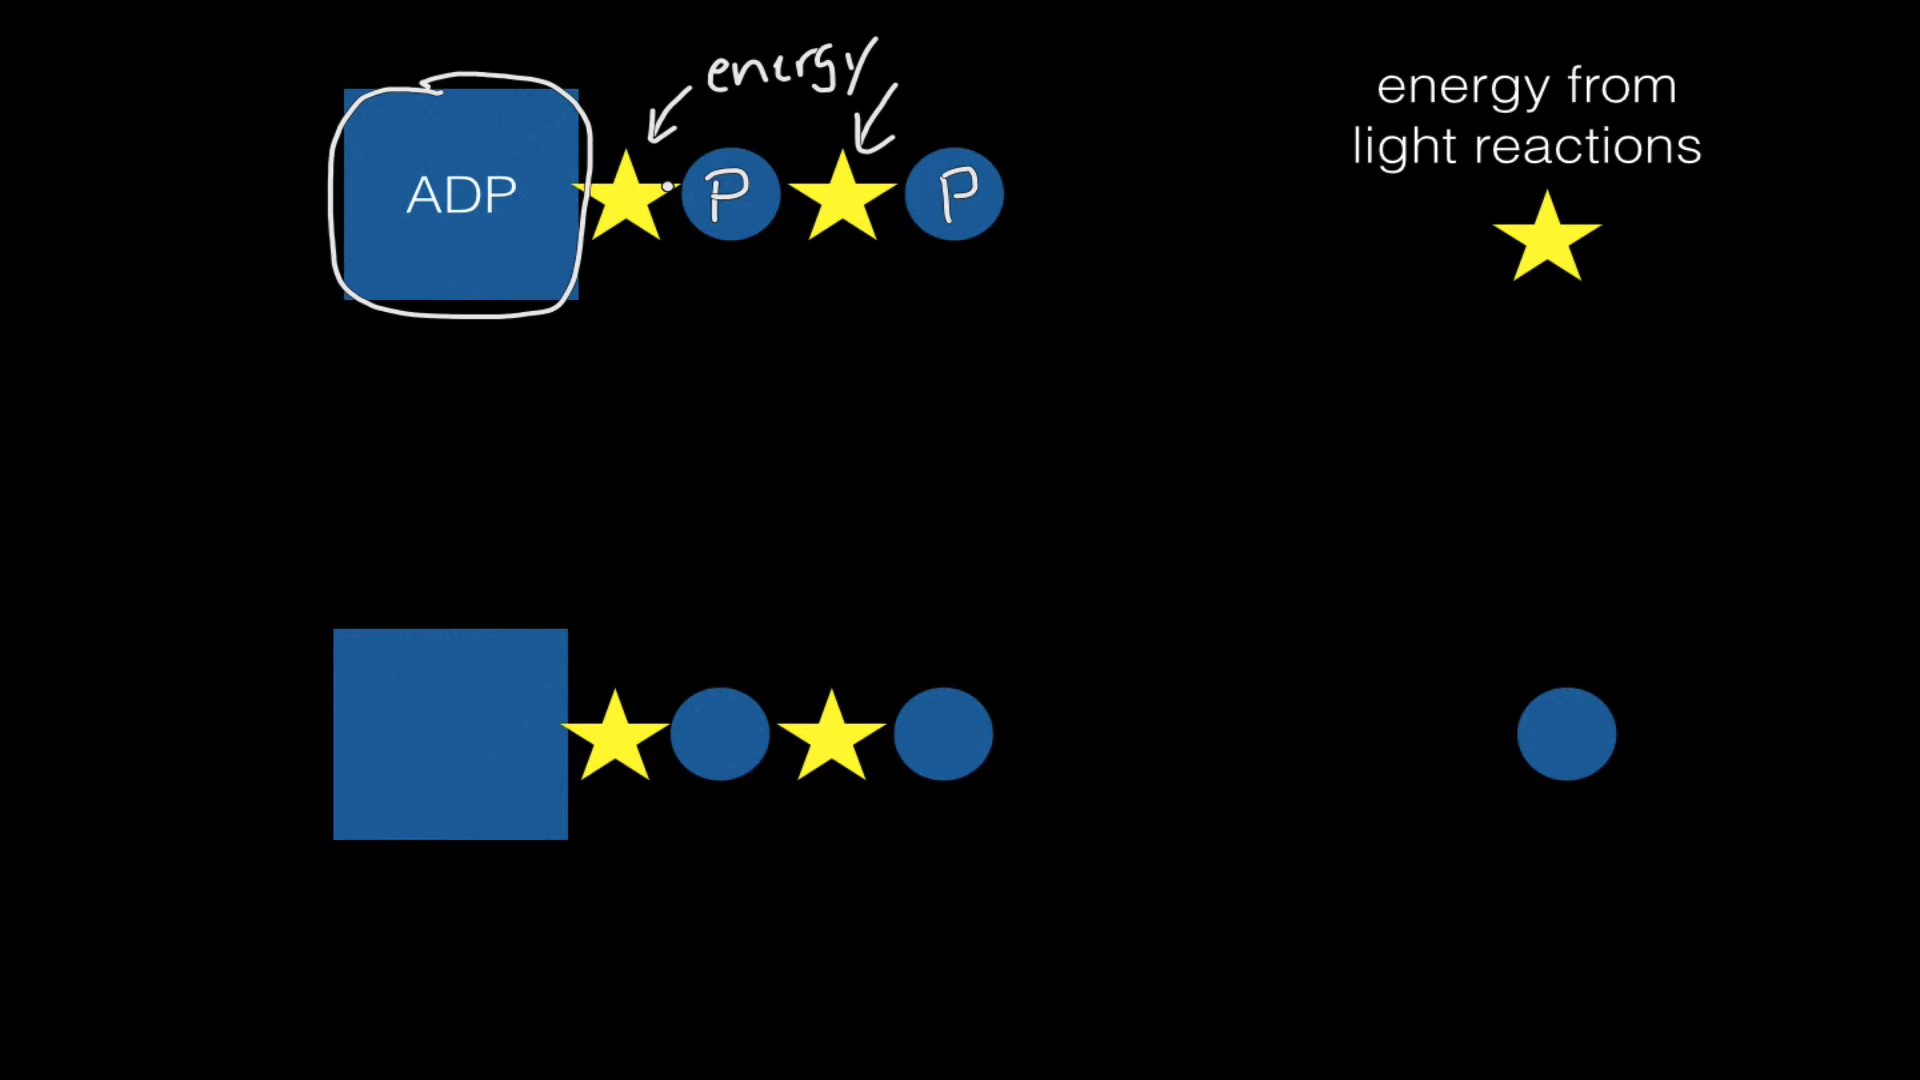 energy
energy from
light reactions
ADP
P
P